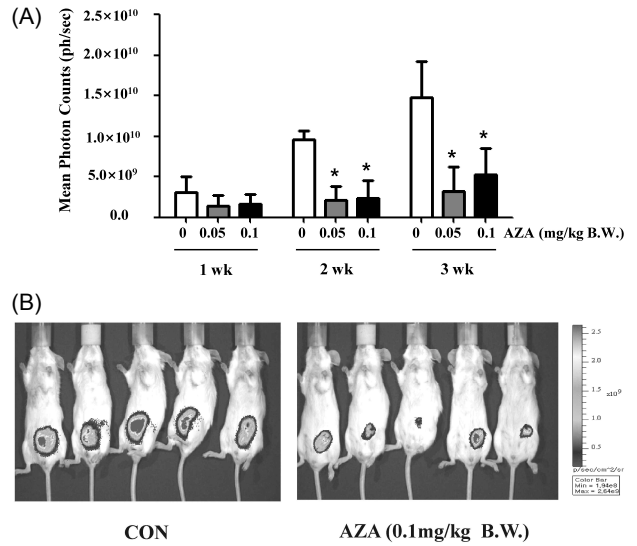 (A)
Mean Photon Counts (ph/sec)
2.5×10¹⁰
2.0×10¹⁰
1.5×10¹⁰
1.0×10¹⁰
5.0×10⁹
0.0
* * * *
0 0.05 0.1 0 0.05 0.1 0 0.05 0.1 AZA (mg/kg B.W.)
1 wk 2 wk 3 wk
(B)
2.5
2.0
1.5
x10⁹
1.0
0.5
p/sec/cm^2/sr
Color Bar
Min = 1.94e8
Max = 2.64e9
CON AZA (0.1mg/kg B.W.)